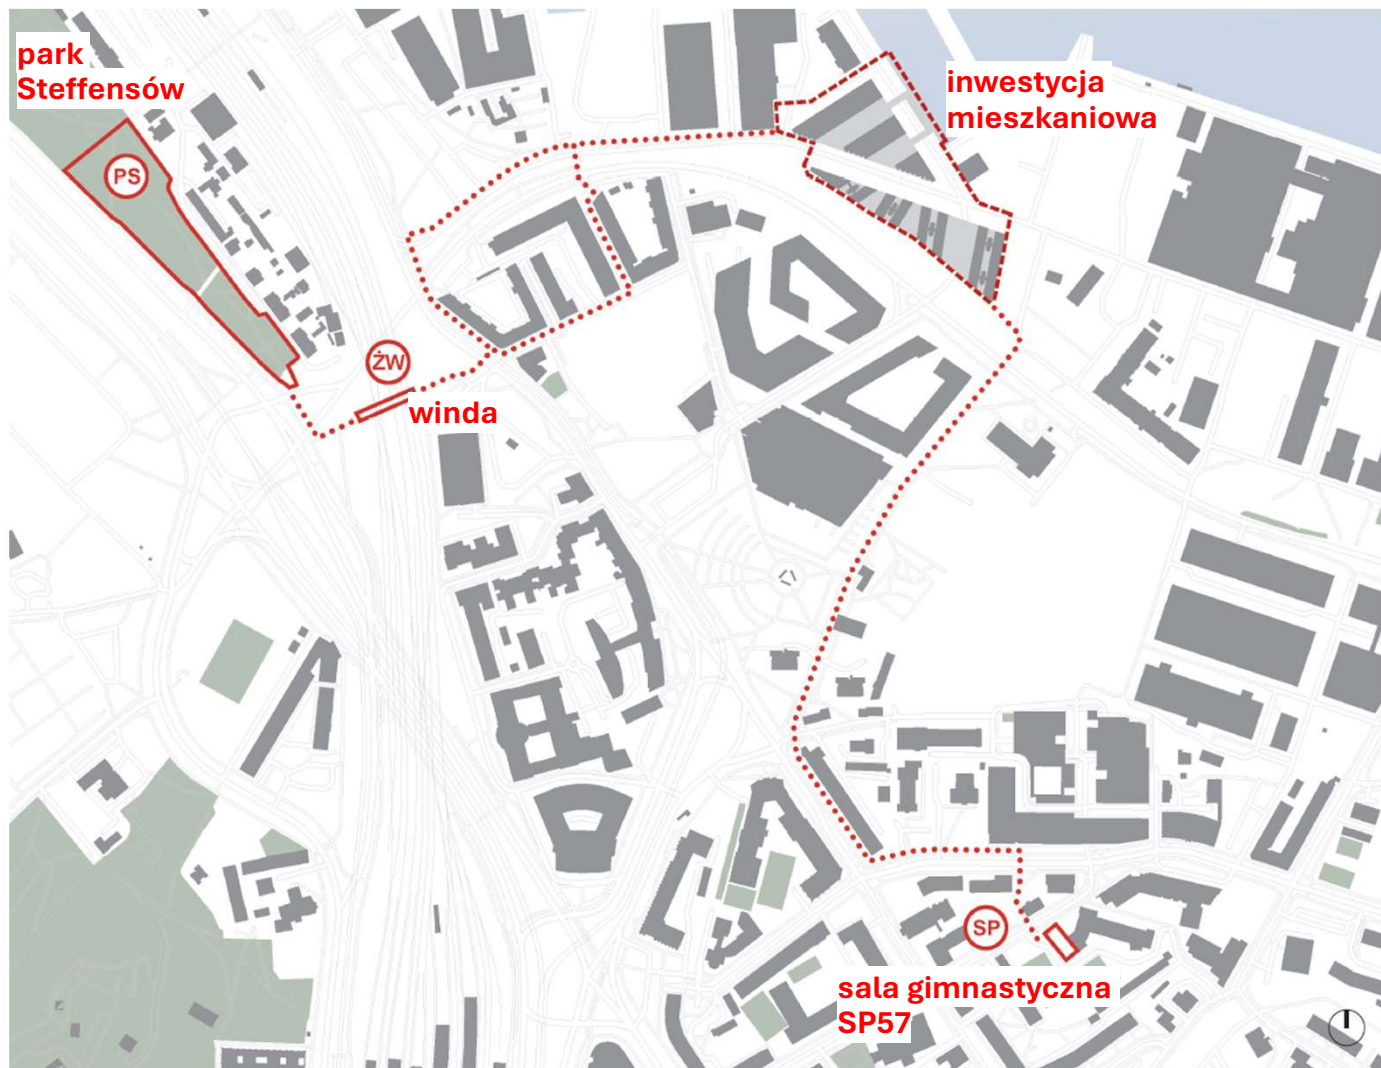 park
Steffensów
inwestycja
mieszkaniowa
PS
ŻW
winda
SP
sala gimnastyczna
SP57